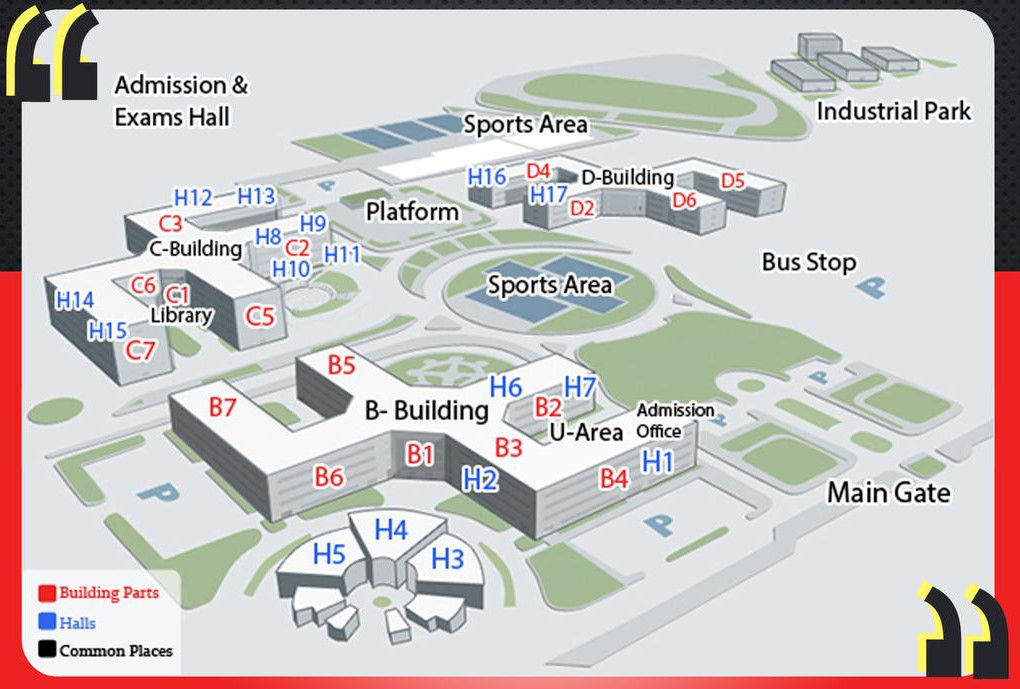 Admission &
Exams Hall
Industrial Park
Sports Area
H16
D4
D-Building
D5
H17
D2
D6
H12
H13
P
C3
Platform
H9
H8
C2
C-Building
H11
H10
Bus Stop
P
C6
C1
Sports Area
H14
Library
C5
H15
C7
B5
P
H6
H7
B7
B- Building
B2
Admission
Office
P
U-Area
B1
B3
H1
B6
H2
B4
Main Gate
P
P
H4
H5
H3
Building Parts
Halls
Common Places